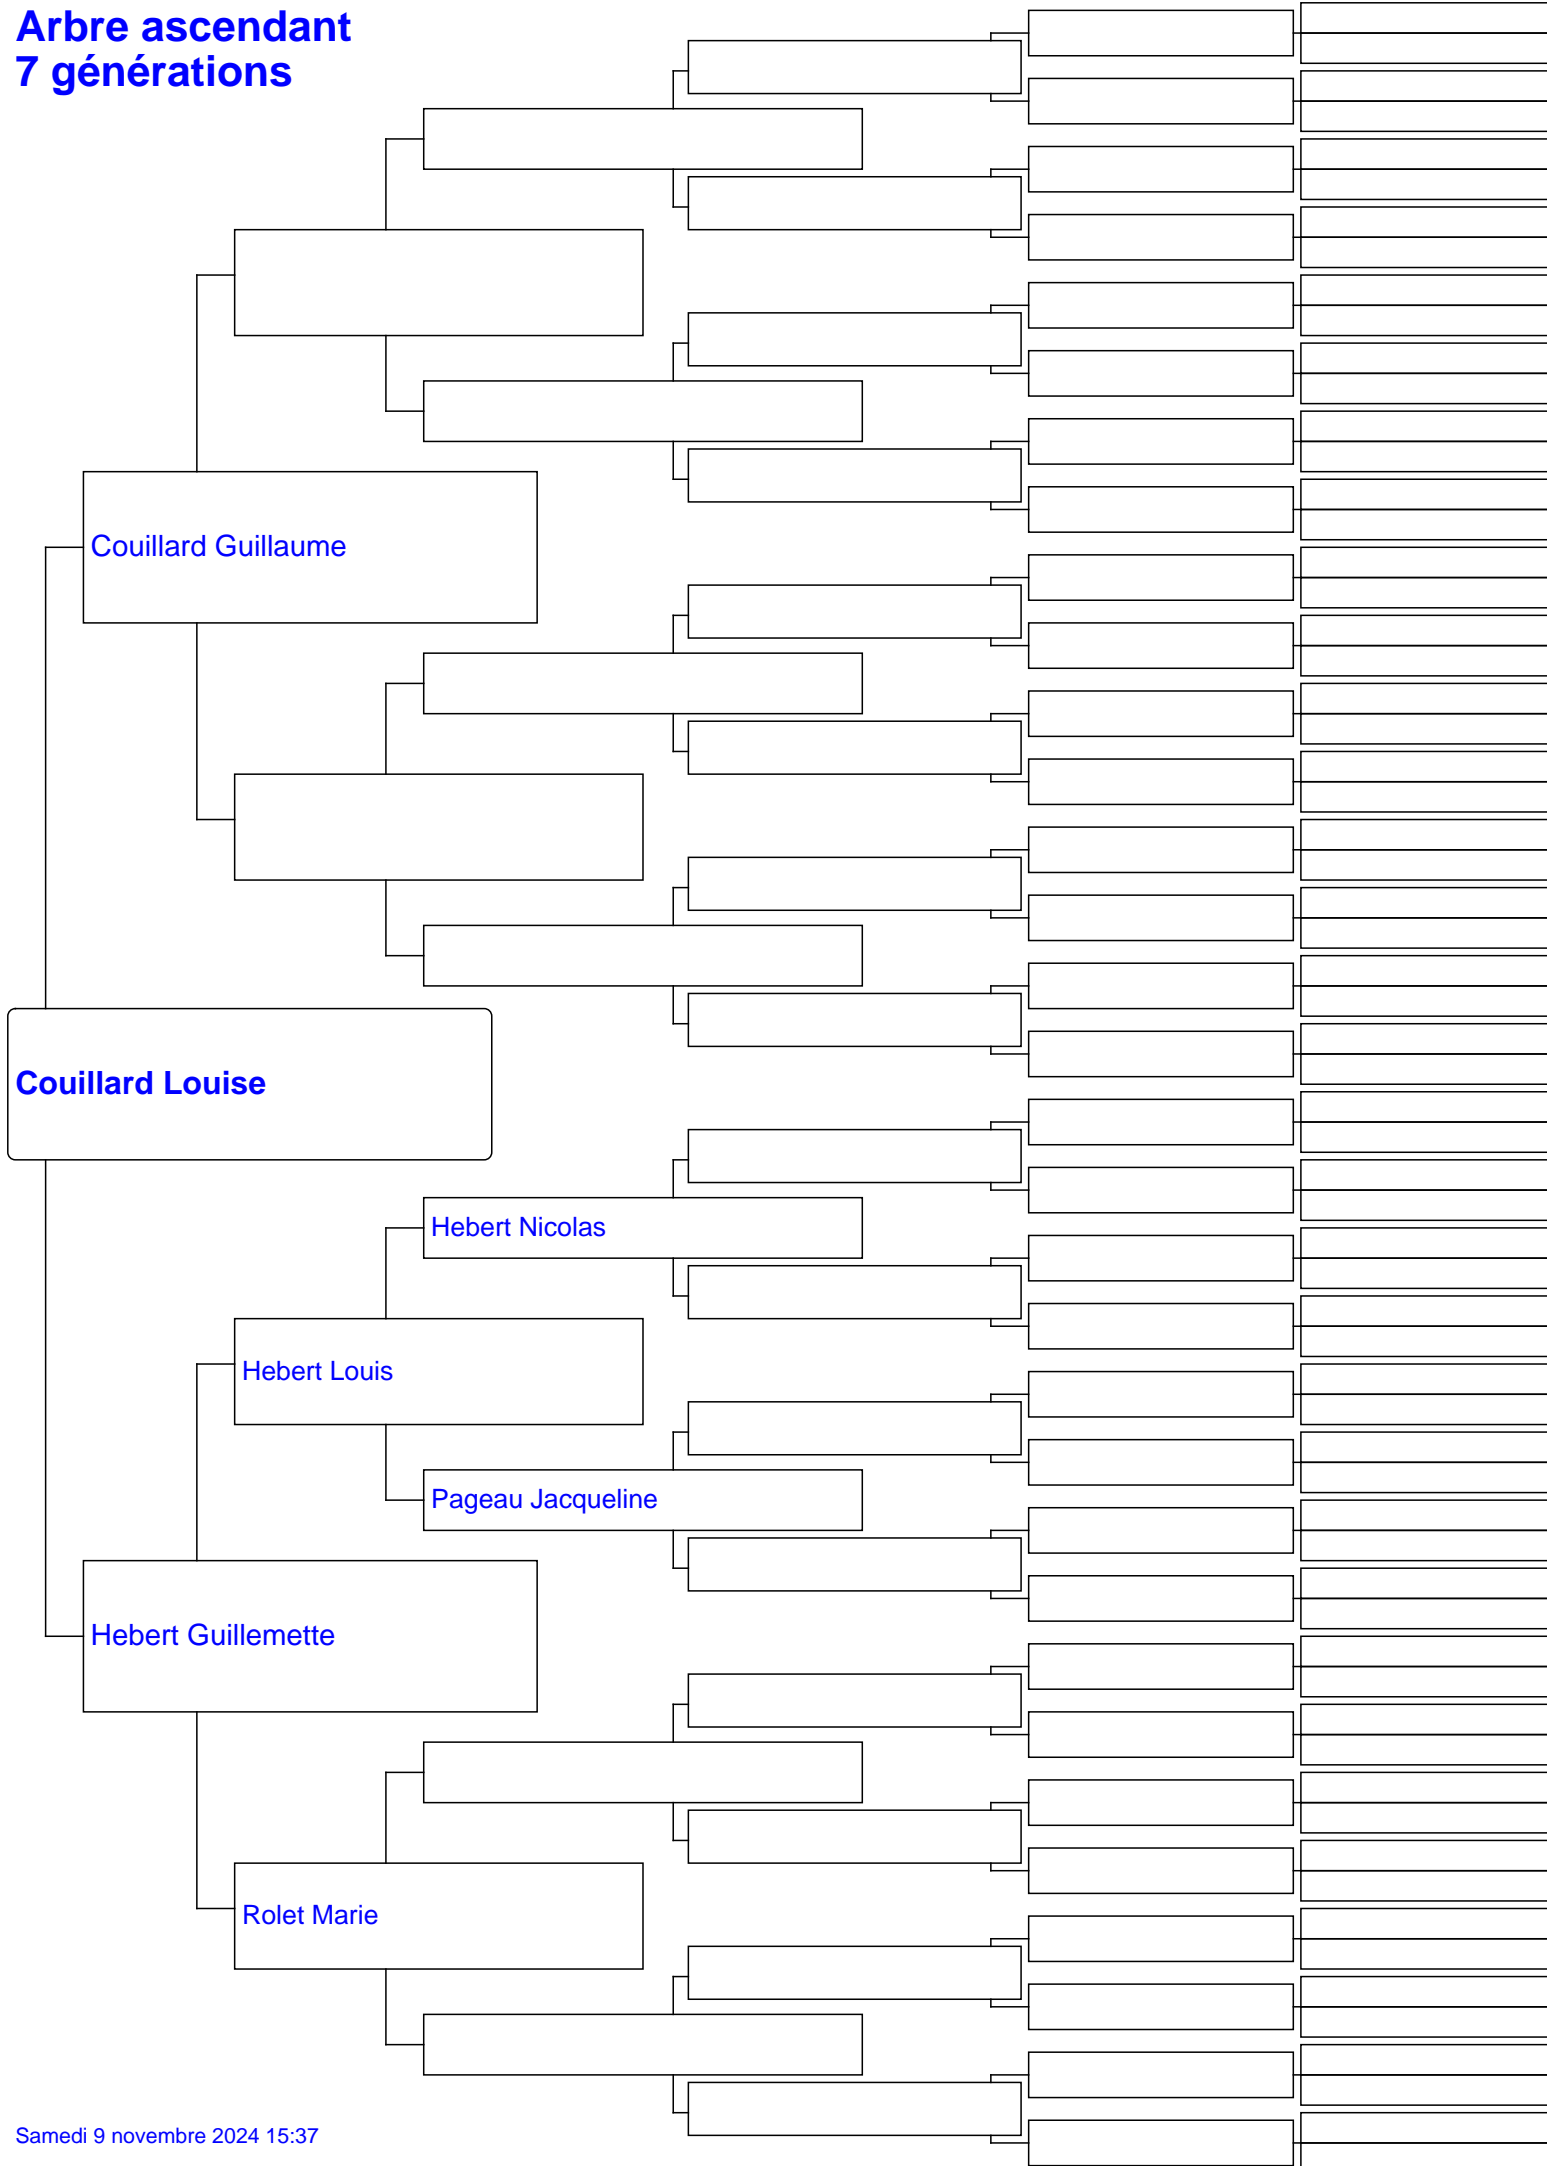 Arbre ascendant
7 générations
Couillard Guillaume
Couillard Louise
Hebert Nicolas
Hebert Louis
Pageau Jacqueline
Hebert Guillemette
Rolet Marie
Samedi 9 novembre 2024 15:37